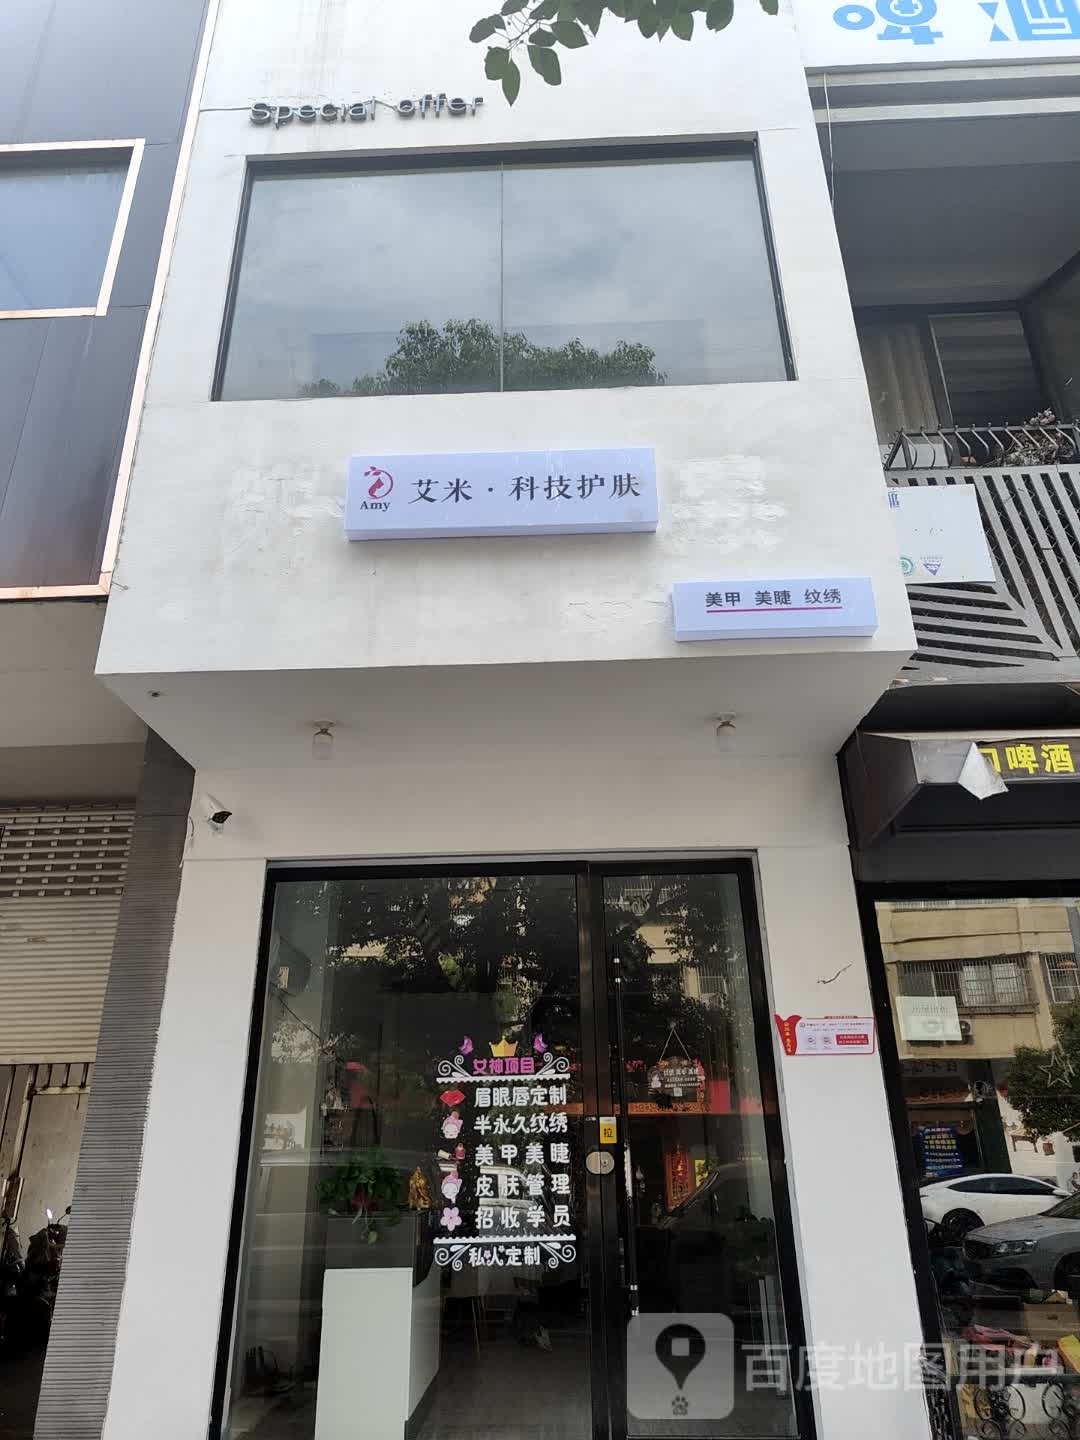 Special offer
Amy
艾米·科技护肤
美甲 美睫 纹绣
啤酒
女神项目
眉眼唇定制
半永久纹绣
美甲美睫
皮肤管理
招收学员
私人定制
拉
百度地图用户